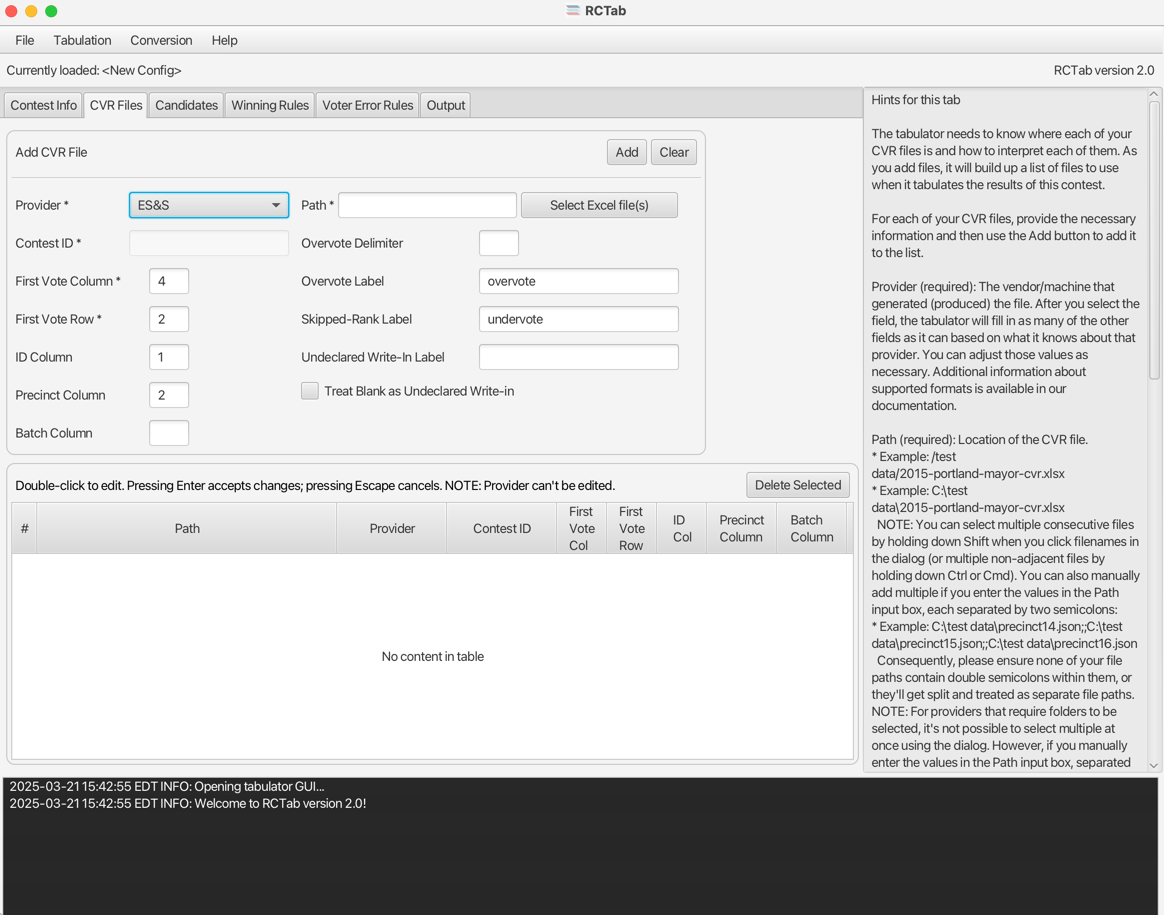 RCTab
File Tabulation Conversion Help
Currently loaded: <New Config>
RCTab version 2.0
Contest Info CVR Files Candidates Winning Rules Voter Error Rules Output
Add CVR File
Add Clear
Provider * ES&S Path * Select Excel file(s)
Contest ID * Overvote Delimiter
First Vote Column * 4 Overvote Label overvote
First Vote Row * 2 Skipped-Rank Label undervote
ID Column 1 Undeclared Write-In Label
Precinct Column 2 Treat Blank as Undeclared Write-in
Batch Column
Double-click to edit. Pressing Enter accepts changes; pressing Escape cancels. NOTE: Provider can't be edited.
Delete Selected
# Path Provider Contest ID First Vote Col First Vote Row ID Col Precinct Column Batch Column
No content in table
Hints for this tab
The tabulator needs to know where each of your
CVR files is and how to interpret each of them. As
you add files, it will build up a list of files to use
when it tabulates the results of this contest.
For each of your CVR files, provide the necessary
information and then use the Add button to add it
to the list.
Provider (required): The vendor/machine that
generated (produced) the file. After you select the
field, the tabulator will fill in as many of the other
fields as it can based on what it knows about that
provider. You can adjust those values as
necessary. Additional information about
supported formats is available in our
documentation.
Path (required): Location of the CVR file.
* Example: /test
data/2015-portland-mayor-cvr.xlsx
* Example: C:\test
data\2015-portland-mayor-cvr.xlsx
NOTE: You can select multiple consecutive files
by holding down Shift when you click filenames in
the dialog (or multiple non-adjacent files by
holding down Ctrl or Cmd). You can also manually
add multiple if you enter the values in the Path
input box, each separated by two semicolons:
* Example: C:\test data\precinct14.json;;C:\test
data\precinct15.json;;C:\test data\precinct16.json
Consequently, please ensure none of your file
paths contain double semicolons within them, or
they'll get split and treated as separate file paths.
NOTE: For providers that require folders to be
selected, it's not possible to select multiple at
once using the dialog. However, if you manually
enter the values in the Path input box, separated
2025-03-21 15:42:55 EDT INFO: Opening tabulator GUI...
2025-03-21 15:42:55 EDT INFO: Welcome to RCTab version 2.0!